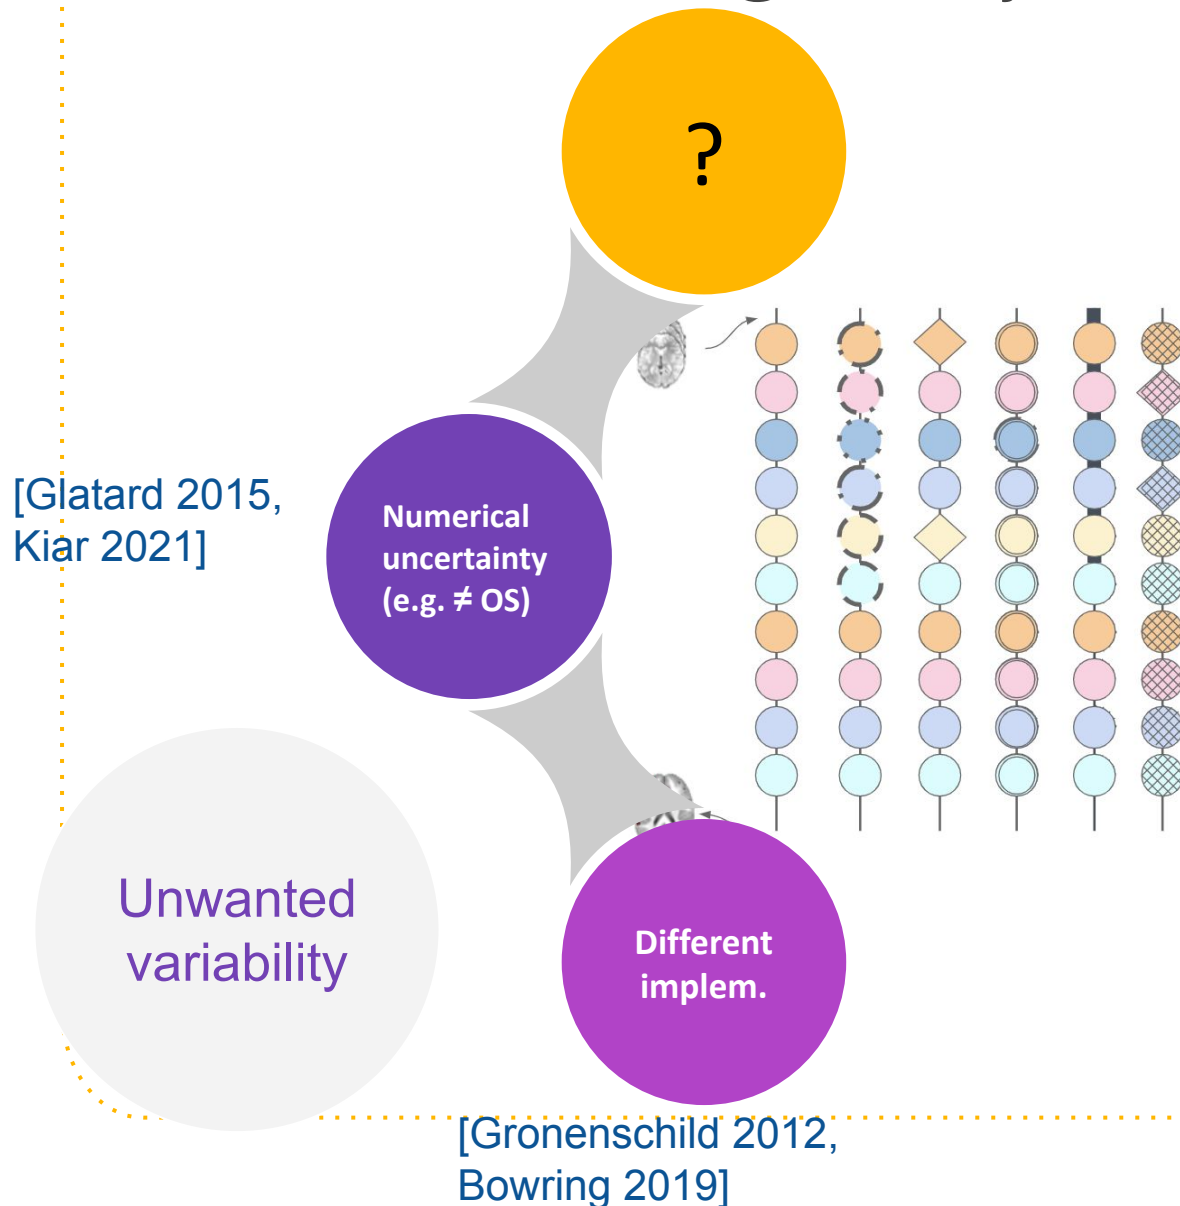 ?
[Glatard 2015,
Kiar 2021]
Numerical
uncertainty
(e.g. ≠ OS)
Unwanted
variability
Different
implem.
[Gronenschild 2012,
Bowring 2019]